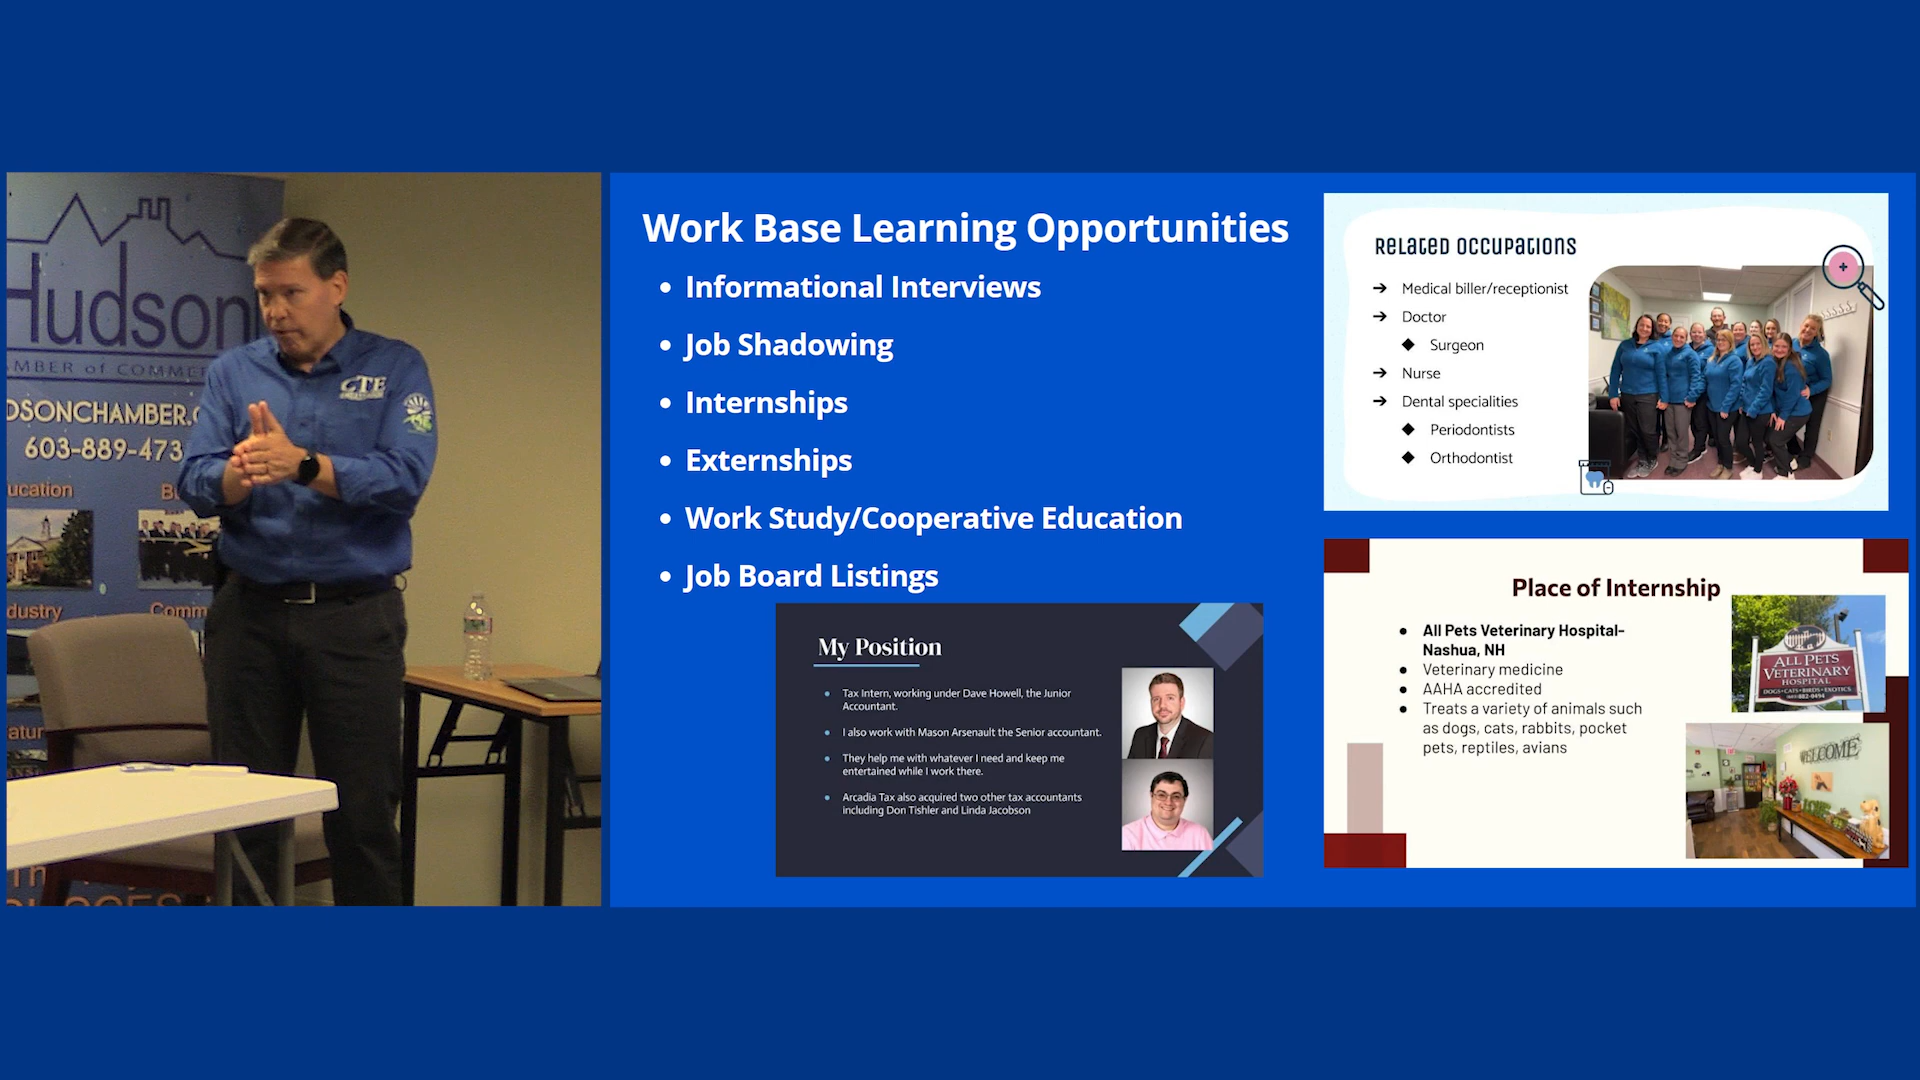 Hudson
CHAMBER of COMMERCE
603-889-473
CTE
Work Base Learning Opportunities
• Informational Interviews
• Job Shadowing
• Internships
• Externships
• Work Study/Cooperative Education
• Job Board Listings
My Position
• Tax Intern, working under Dave Howell, the Junior
Accountant.
• I also work with Mason Arsenault the Senior accountant.
• They help me with whatever I need and keep me
entertained while I work there.
• Arcadia Tax also acquired two other tax accountants
including Don Tishler and Linda Jacobson
Related Occupations
➔ Medical biller/receptionist
➔ Doctor
◆ Surgeon
➔ Nurse
➔ Dental specialities
◆ Periodontists
◆ Orthodontist
Place of Internship
● All Pets Veterinary Hospital-
Nashua, NH
● Veterinary medicine
● AAHA accredited
● Treats a variety of animals such
as dogs, cats, rabbits, pocket
pets, reptiles, avians
ALL PETS
VETERINARY
HOSPITAL
DOGS•CATS•BIRDS•EXOTICS
882-0494
WELCOME